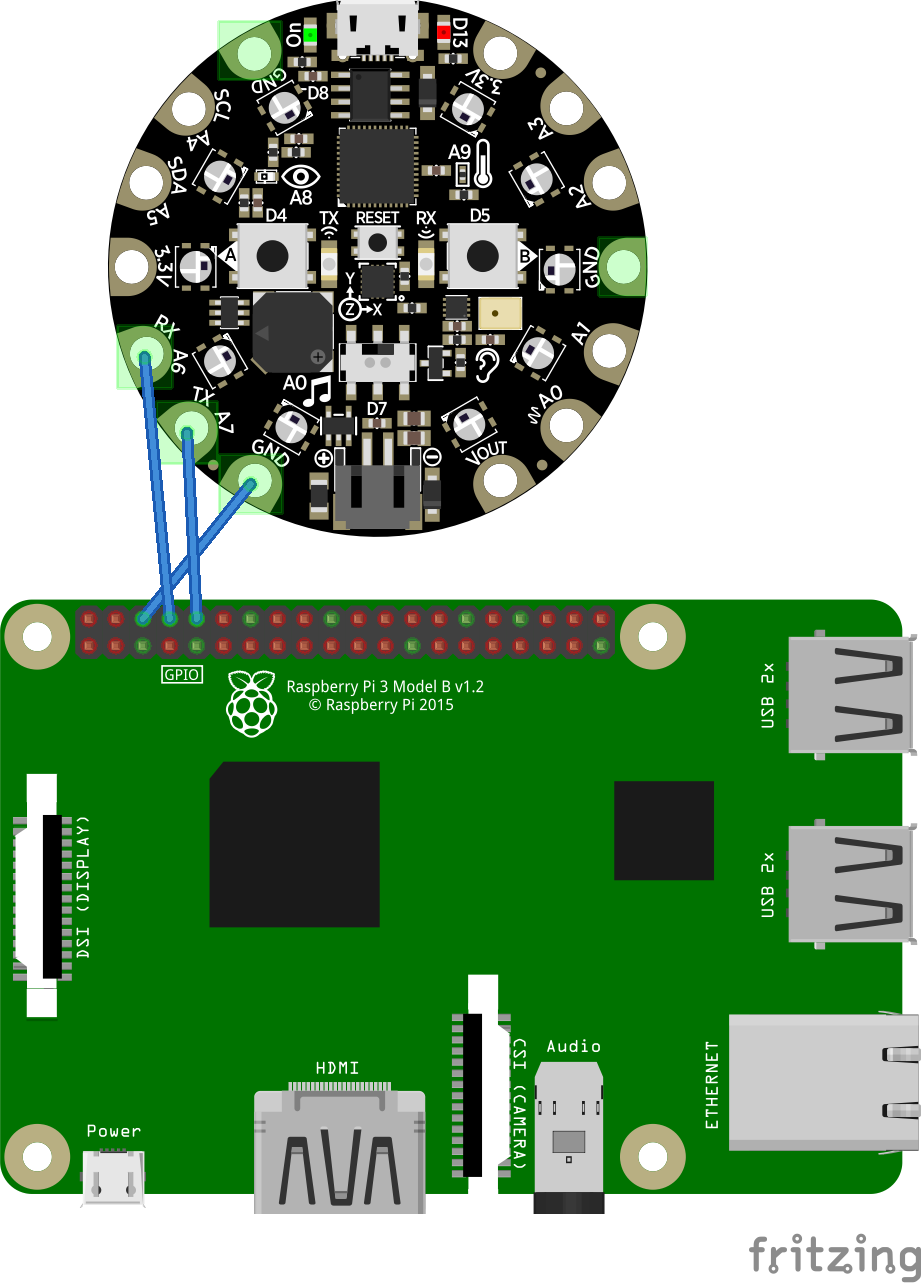 On
D13
GND
D8
3.3V
SCL
A4
A3
SDA
A5
A8
A9
A2
D4
TX
RESET
RX
D5
A
B
3.3V
GND
Y
Z
X
RX
A6
A1
TX
A7
A0
A0
D7
GND
VOUT
GPIO
Raspberry Pi 3 Model B v1.2
© Raspberry Pi 2015
USB 2x
DSI (DISPLAY)
USB 2x
HDMI
CSI (CAMERA)
Audio
ETHERNET
Power
fritzing